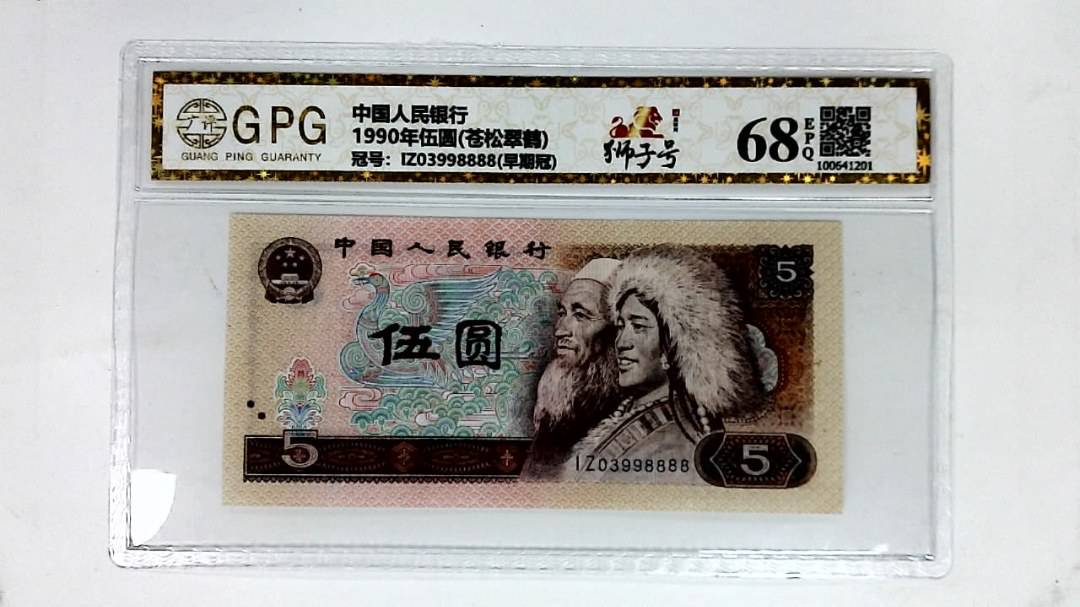 GPG
GUANG PING GUARANTY
中国人民银行
1990年伍圆(苍松翠鹤)
冠号：IZ03998888(早期冠)
狮子号
68
EPQ
100641201
中国人民银行
5
伍圆
5
IZ03998888
5